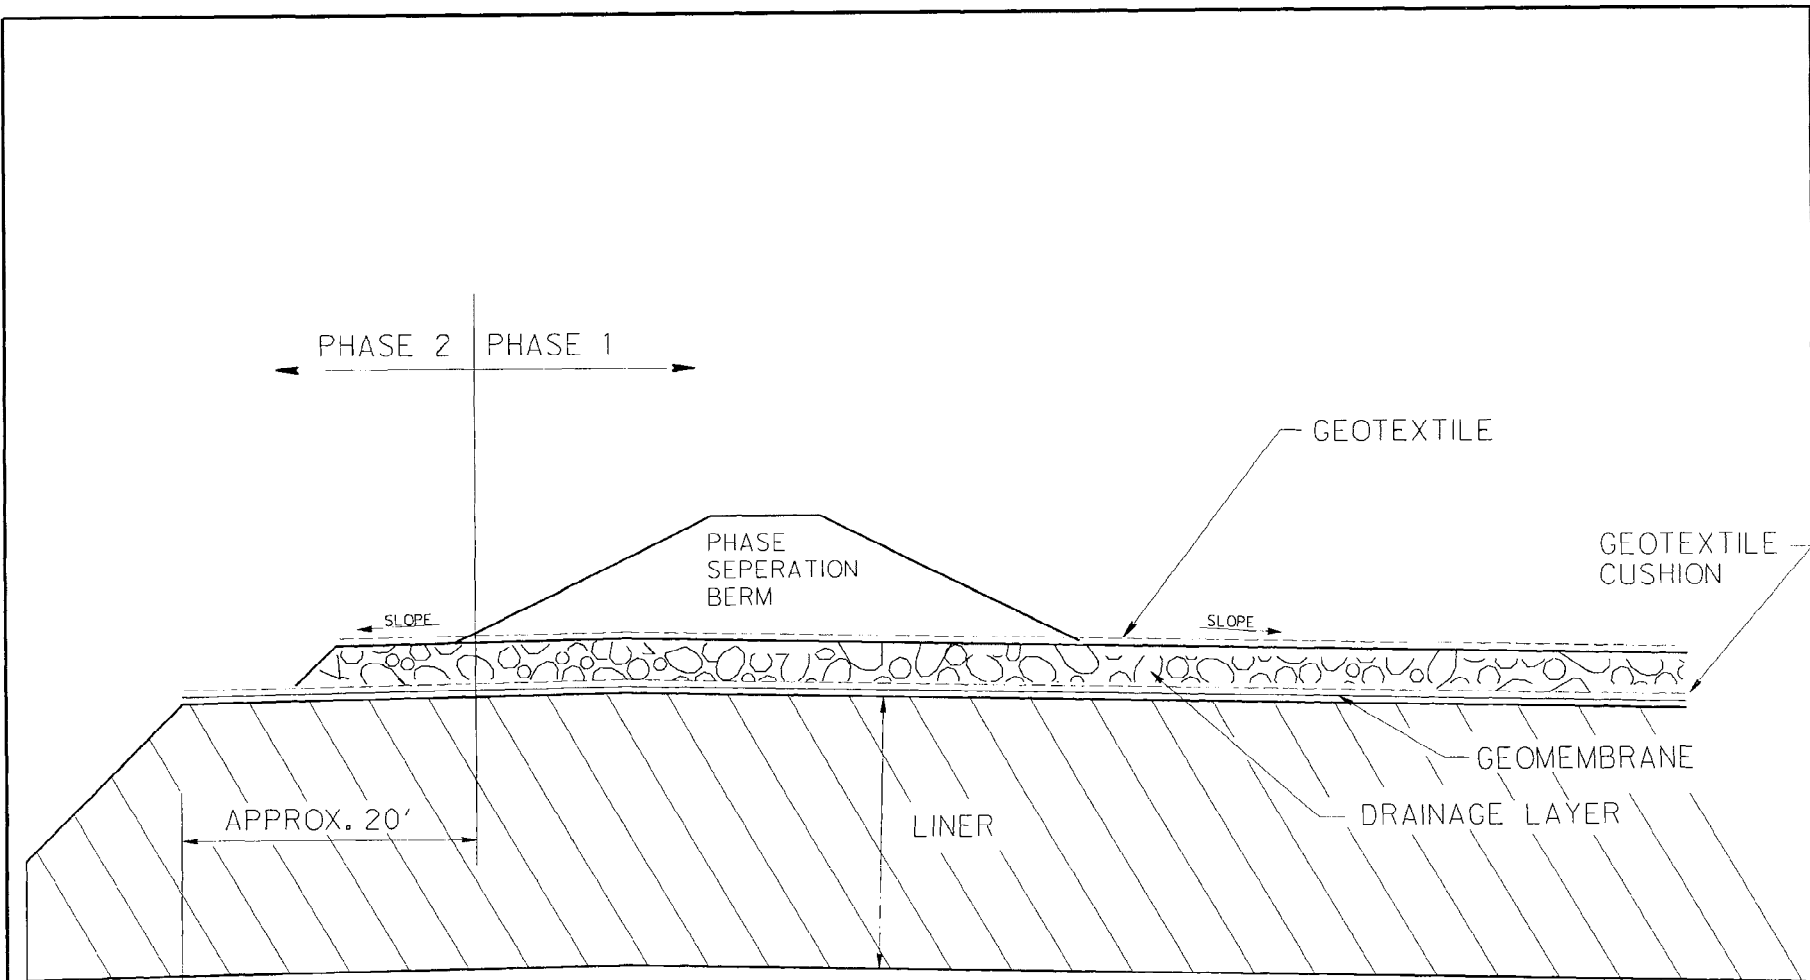 PHASE 2 PHASE 1
GEOTEXTILE
PHASE
SEPERATION
BERM
GEOTEXTILE
CUSHION
SLOPE
SLOPE
GEOMEMBRANE
DRAINAGE LAYER
APPROX. 20'
LINER